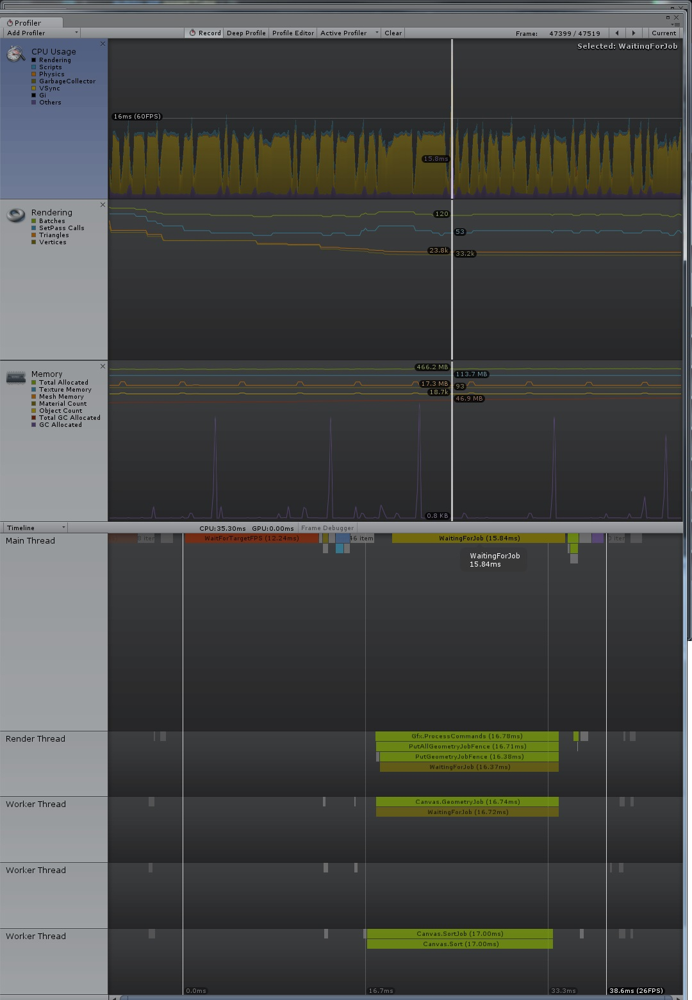 Profiler
Add Profiler Record Deep Profile Profile Editor Active Profiler Clear Frame: 47399 / 47519 Current
Selected: WaitingForJob
CPU Usage
Rendering
Scripts
Physics
GarbageCollector
VSync
Gi
Others
16ms (60FPS)
15.8ms
Rendering
Batches
SetPass Calls
Triangles
Vertices
120
53
23.8k
33.2k
Memory
Total Allocated
Texture Memory
Mesh Memory
Material Count
Object Count
Total GC Allocated
GC Allocated
466.2 MB
113.7 MB
17.3 MB
93
18.7k
46.9 MB
0.8 KB
Timeline CPU:35.30ms GPU:0.00ms Frame Debugger
Main Thread
8 item WaitForTargetFPS (12.24ms) 46 item WaitingForJob (15.84ms)
WaitingForJob
15.84ms
Render Thread
Gfx.ProcessCommands (16.78ms)
PutAllGeometryJobFence (16.71ms)
PutGeometryJobFence (16.38ms)
WaitingForJob (16.37ms)
Worker Thread
Canvas.GeometryJob (16.74ms)
WaitingForJob (16.72ms)
Worker Thread
Worker Thread
Canvas.SortJob (17.00ms)
Canvas.Sort (17.00ms)
0.0ms 16.7ms 33.3ms 38.6ms (26FPS)